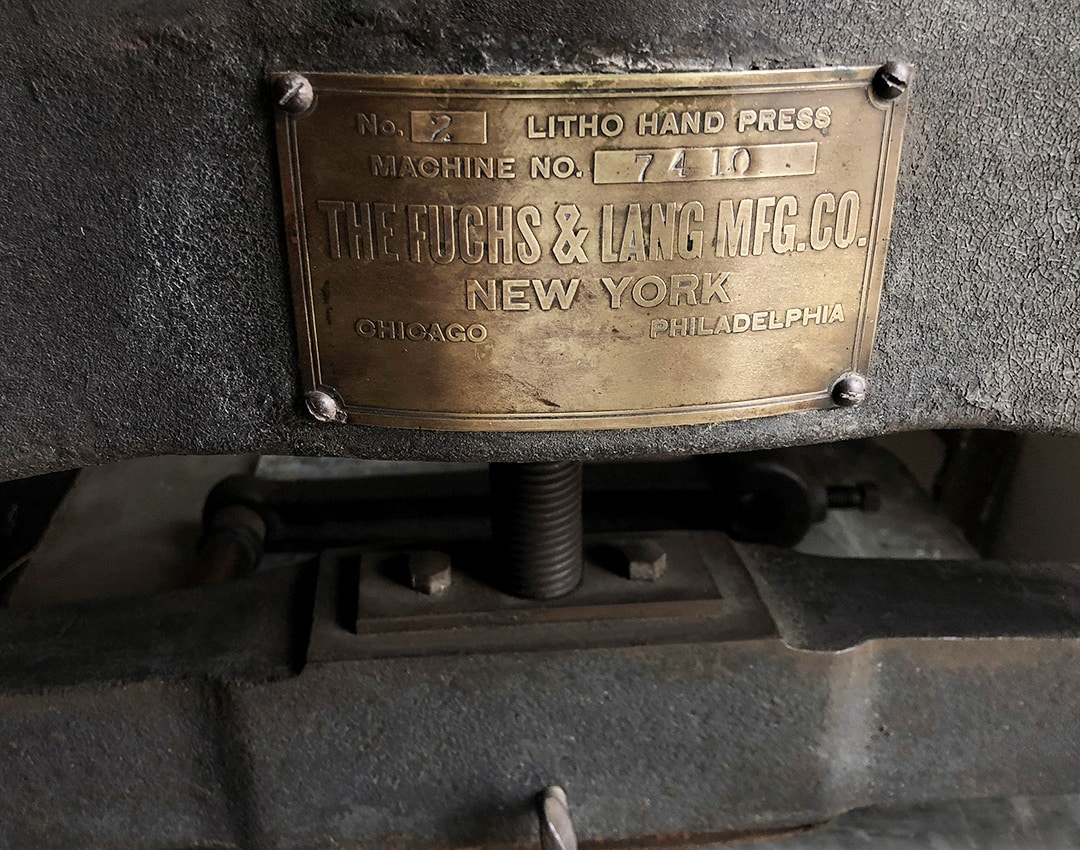 No. 2 LITHO HAND PRESS
MACHINE NO. 7410
THE FUCHS & LANG MFG. CO.
NEW YORK
CHICAGO PHILADELPHIA